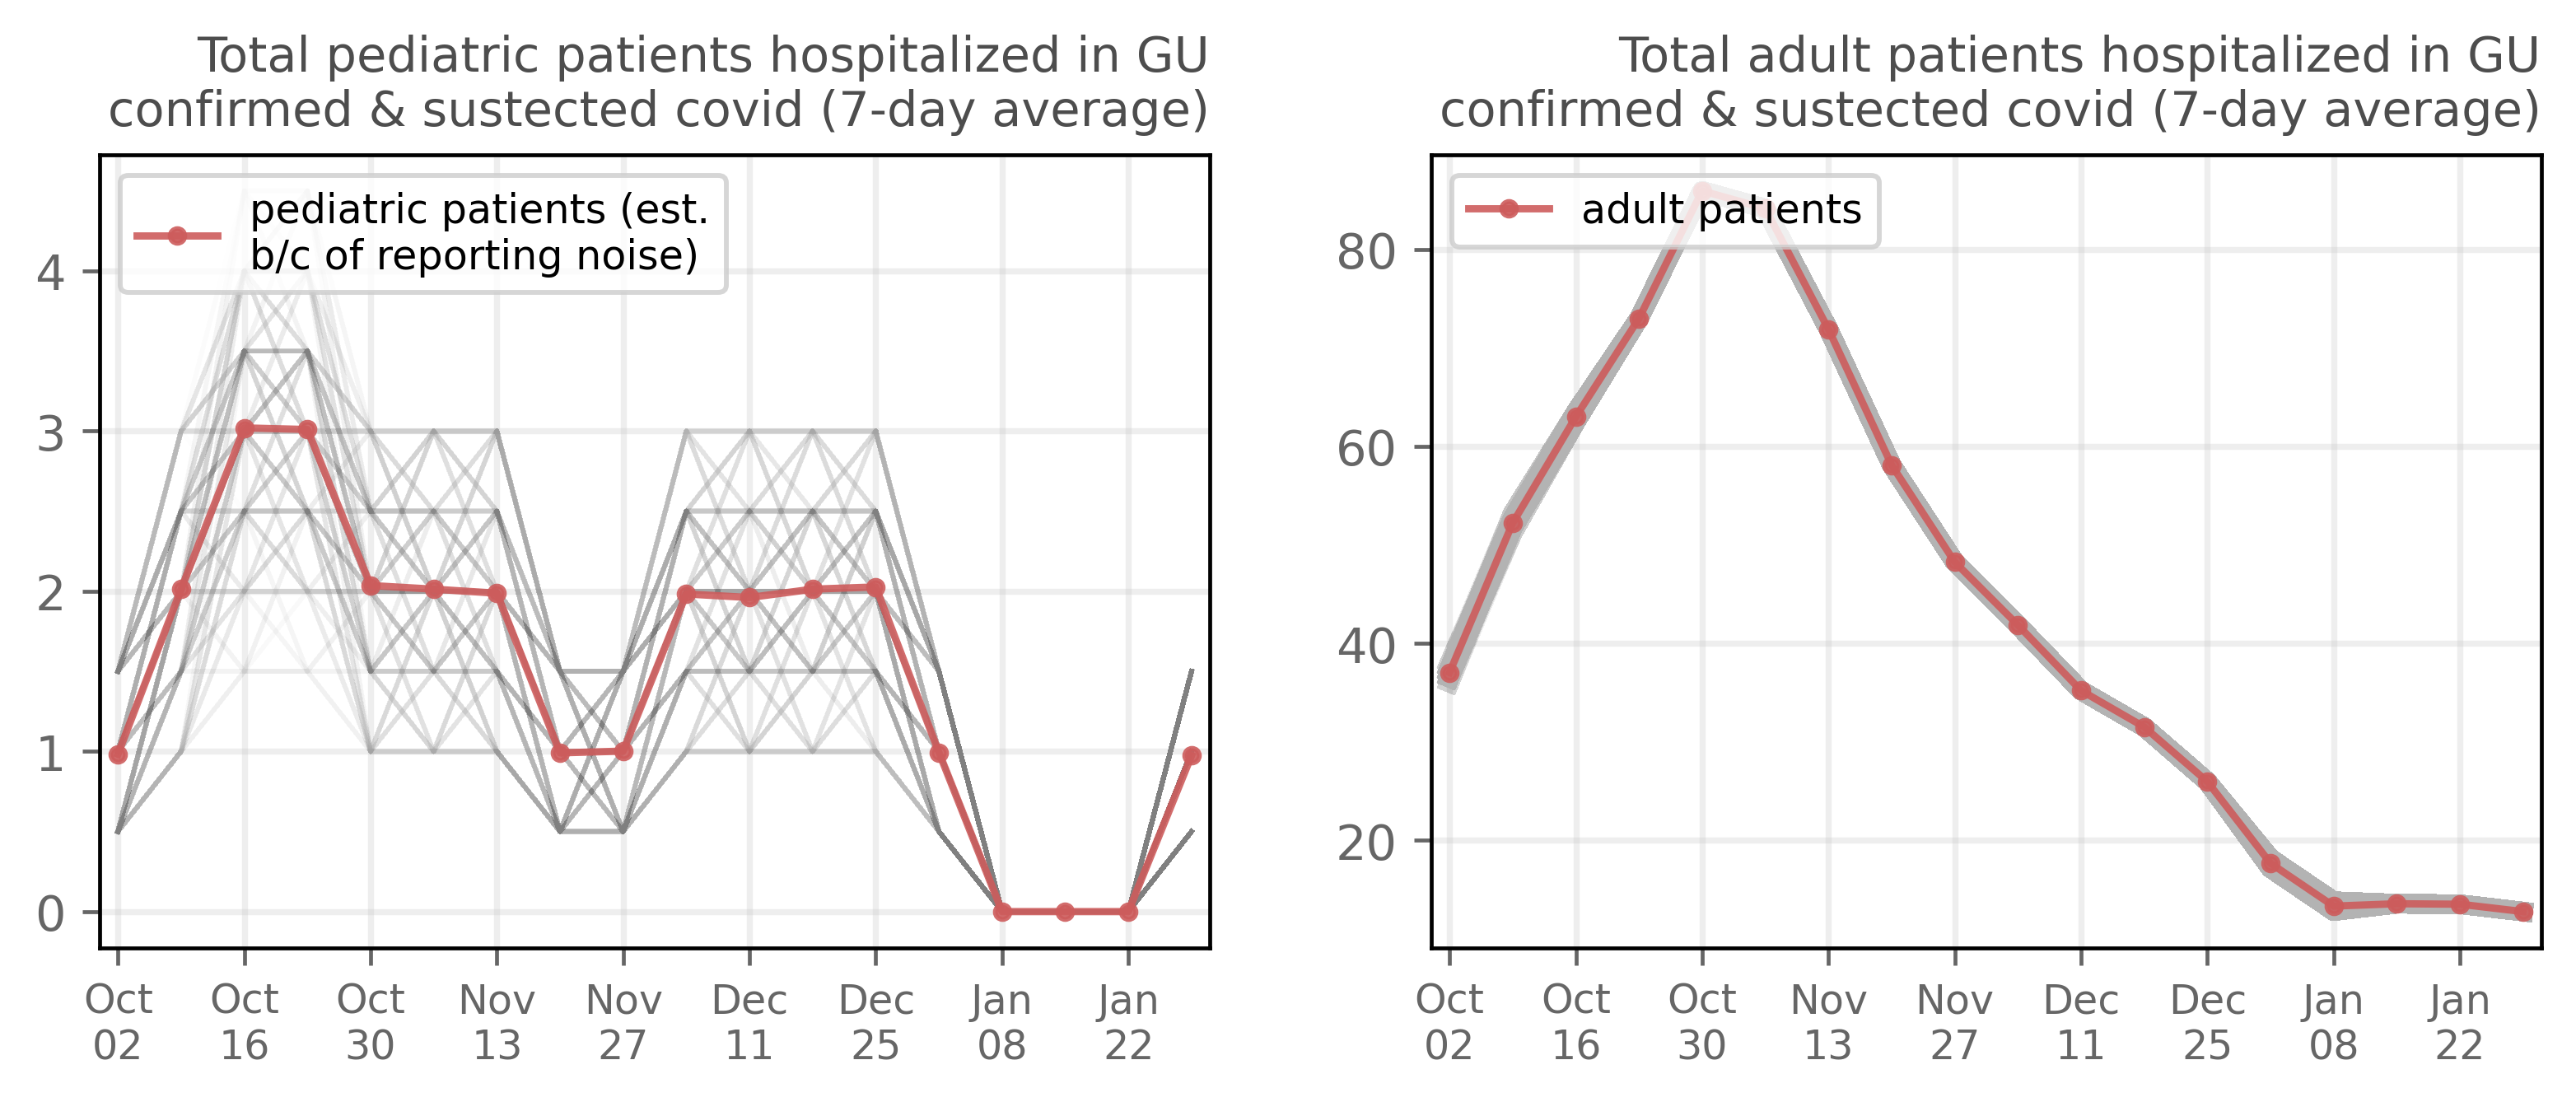 Total pediatric patients hospitalized in GU
confirmed & sustected covid (7-day average)
pediatric patients (est.
b/c of reporting noise)
4
3
2
1
0
Oct Oct Oct Nov Nov Dec Dec Jan Jan
02 16 30 13 27 11 25 08 22
Total adult patients hospitalized in GU
confirmed & sustected covid (7-day average)
adult patients
80
60
40
20
Oct Oct Oct Nov Nov Dec Dec Jan Jan
02 16 30 13 27 11 25 08 22